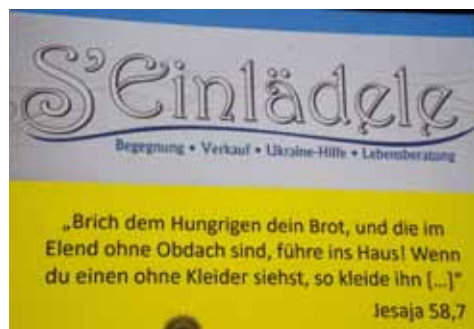 S'Einlädele
Begegnung • Verkauf • Ukraine-Hilfe • Lebensberatung
„Brich dem Hungrigen dein Brot, und die im
Elend ohne Obdach sind, führe ins Haus! Wenn
du einen ohne Kleider siehst, so kleide ihn [...]“
Jesaja 58,7